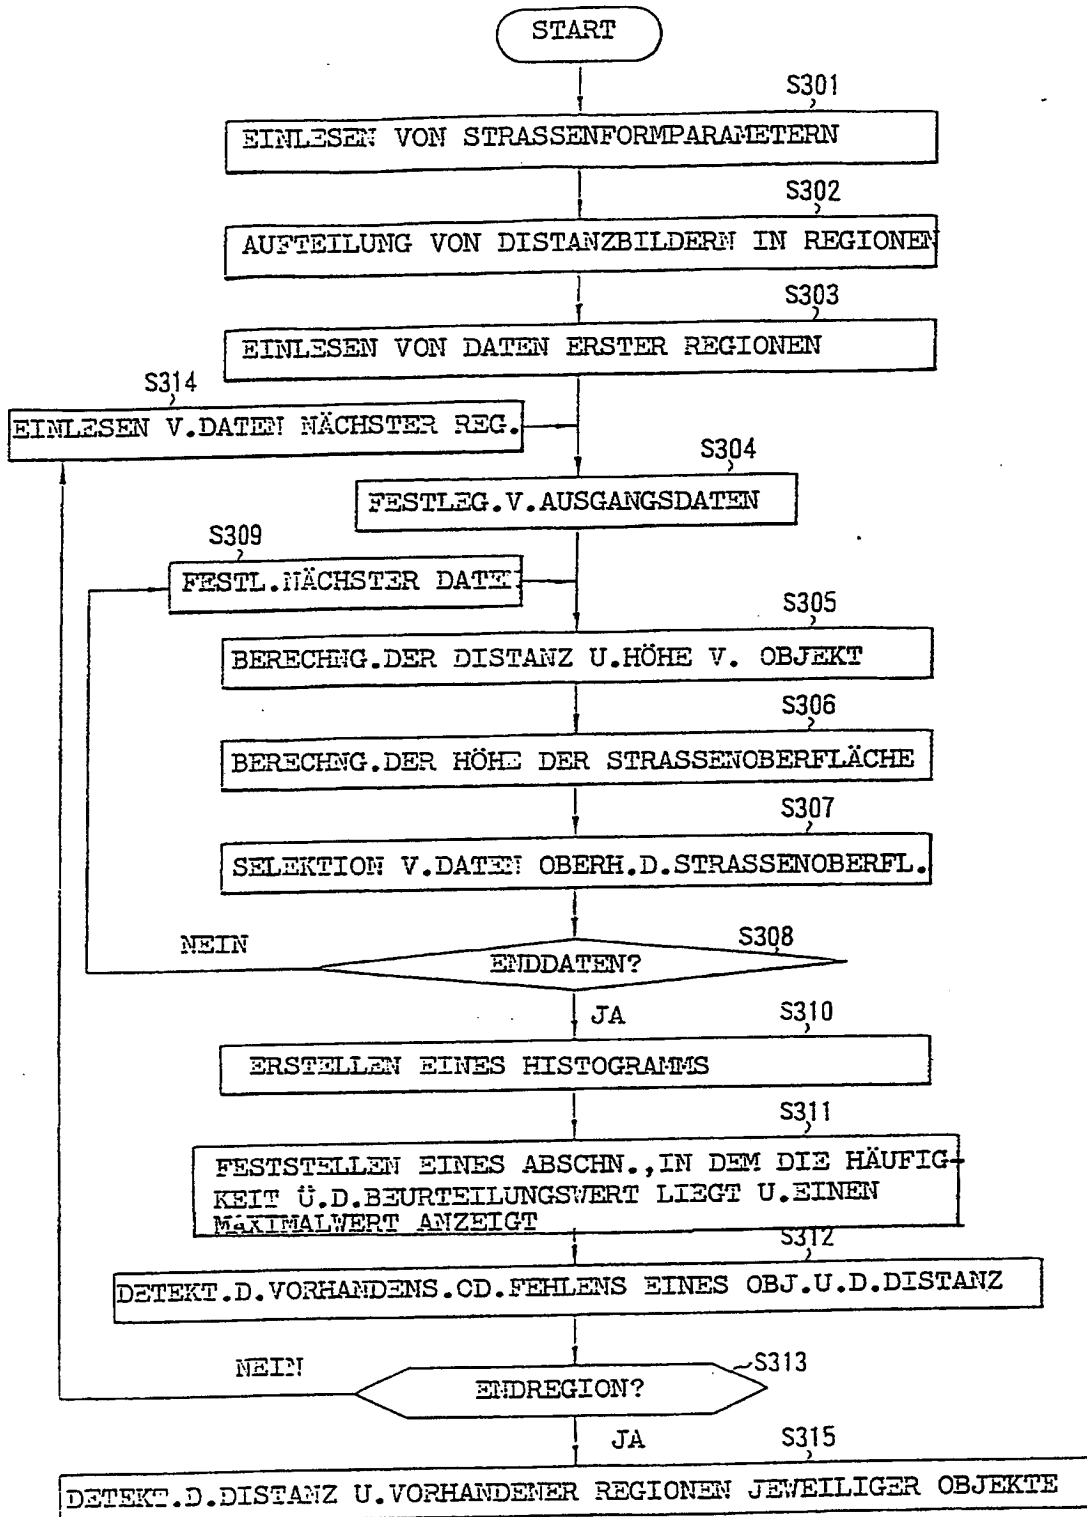 START
S301
EINLESEN VON STRASSENFORMPARAMETERN
S302
AUFTEILUNG VON DISTANZBILDERN IN REGIONEN
S303
EINLESEN VON DATEN ERSTER REGIONEN
S314
EINLESEN V.DATEN NÄCHSTER REG.
S304
FESTLEG.V.AUSGANGSDATEN
S309
FESTL.NÄCHSTER DATEI
S305
BERECHNG.DER DISTANZ U.HÖHE V. OBJEKT
S306
BERECHNG.DER HÖHE DER STRASSENOBERFLÄCHE
S307
SELEKTION V.DATEN OBERH.D.STRASSENOBERFL.
NEIN
S308
ENDDATEN?
JA
S310
ERSTELLEN EINES HISTOGRAMMS
S311
FESTSTELLEN EINES ABSCHN.,IN DEM DIE HÄUFIG-
KEIT Ü.D.BEURTEILUNGSWERT LIEGT U.EINEN
MAXIMALWERT ANZEIGT
S312
DETEKT.D.VORHANDENS.OD.FEHLENS EINES OBJ.U.D.DISTANZ
NEIN
S313
ENDREGION?
JA
S315
DETEKT.D.DISTANZ U.VORHANDENER REGIONEN JEWEILIGER OBJEKTE